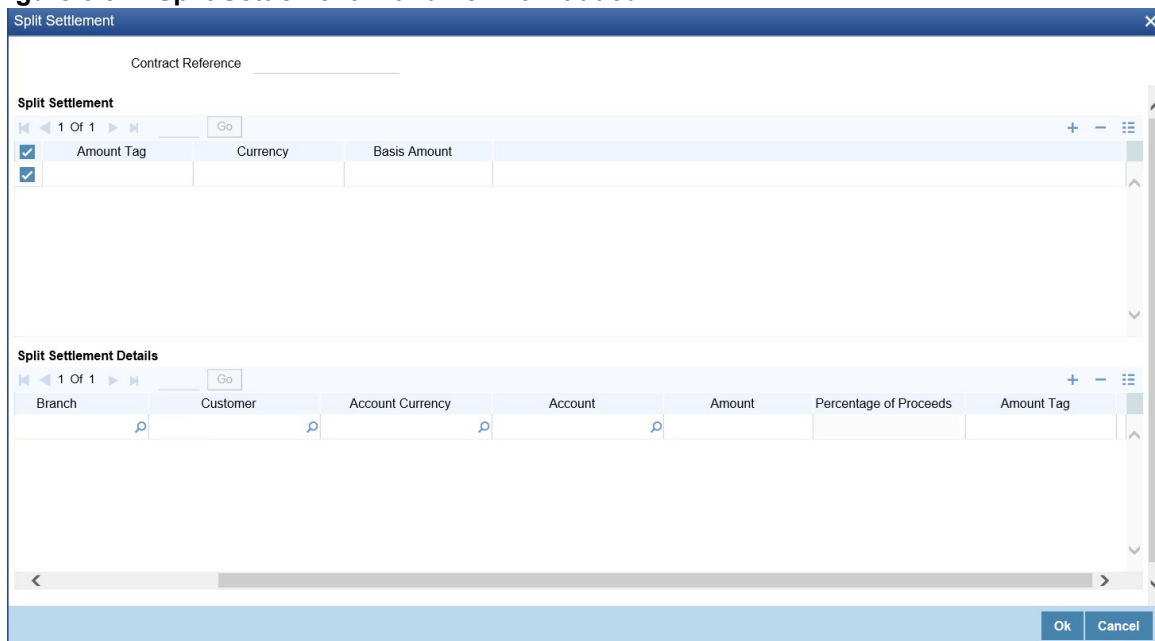 Split Settlement
Contract Reference
Split Settlement
1 Of 1 Go
Amount Tag Currency Basis Amount
Split Settlement Details
1 Of 1 Go
Branch Customer Account Currency Account Amount Percentage of Proceeds Amount Tag
Ok Cancel